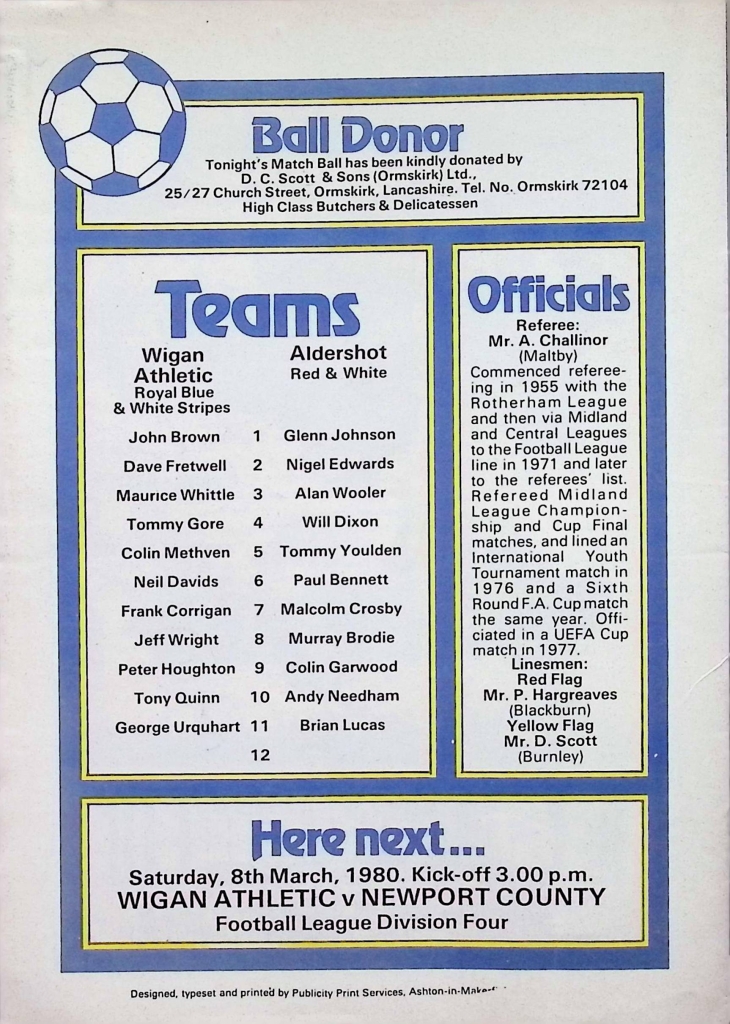 Ball Donor
Tonight's Match Ball has been kindly donated by
D. C. Scott & Sons (Ormskirk) Ltd.,
25/27 Church Street, Ormskirk, Lancashire. Tel. No. Ormskirk 72104
High Class Butchers & Delicatessen
Teams
Wigan Athletic
Royal Blue
& White Stripes
Aldershot
Red & White
John Brown 1 Glenn Johnson
Dave Fretwell 2 Nigel Edwards
Maurice Whittle 3 Alan Wooler
Tommy Gore 4 Will Dixon
Colin Methven 5 Tommy Youlden
Neil Davids 6 Paul Bennett
Frank Corrigan 7 Malcolm Crosby
Jeff Wright 8 Murray Brodie
Peter Houghton 9 Colin Garwood
Tony Quinn 10 Andy Needham
George Urquhart 11 Brian Lucas
12
Officials
Referee:
Mr. A. Challinor
(Maltby)
Commenced referee-
ing in 1955 with the
Rotherham League
and then via Midland
and Central Leagues
to the Football League
line in 1971 and later
to the referees' list.
Refereed Midland
League Champion-
ship and Cup Final
matches, and lined an
International Youth
Tournament match in
1976 and a Sixth
Round F.A. Cup match
the same year. Offi-
ciated in a UEFA Cup
match in 1977.
Linesmen:
Red Flag
Mr. P. Hargreaves
(Blackburn)
Yellow Flag
Mr. D. Scott
(Burnley)
Here next...
Saturday, 8th March, 1980. Kick-off 3.00 p.m.
WIGAN ATHLETIC v NEWPORT COUNTY
Football League Division Four
Designed, typeset and printed by Publicity Print Services,